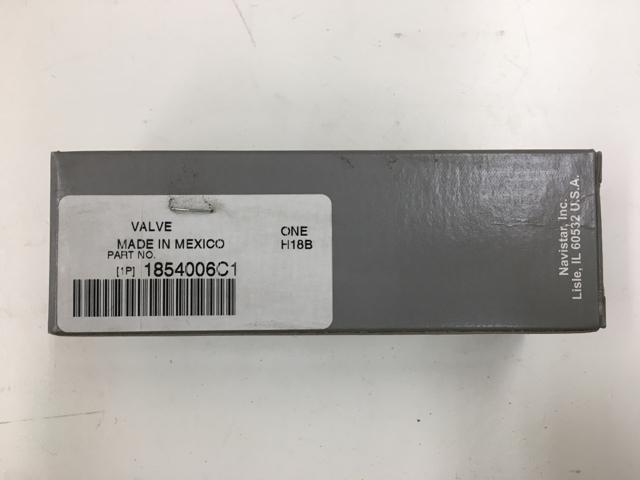 VALVE
MADE IN MEXICO
ONE
H18B
PART NO.
[1P] 1854006C1
Navistar, Inc.
Lisle, IL 60532 U.S.A.